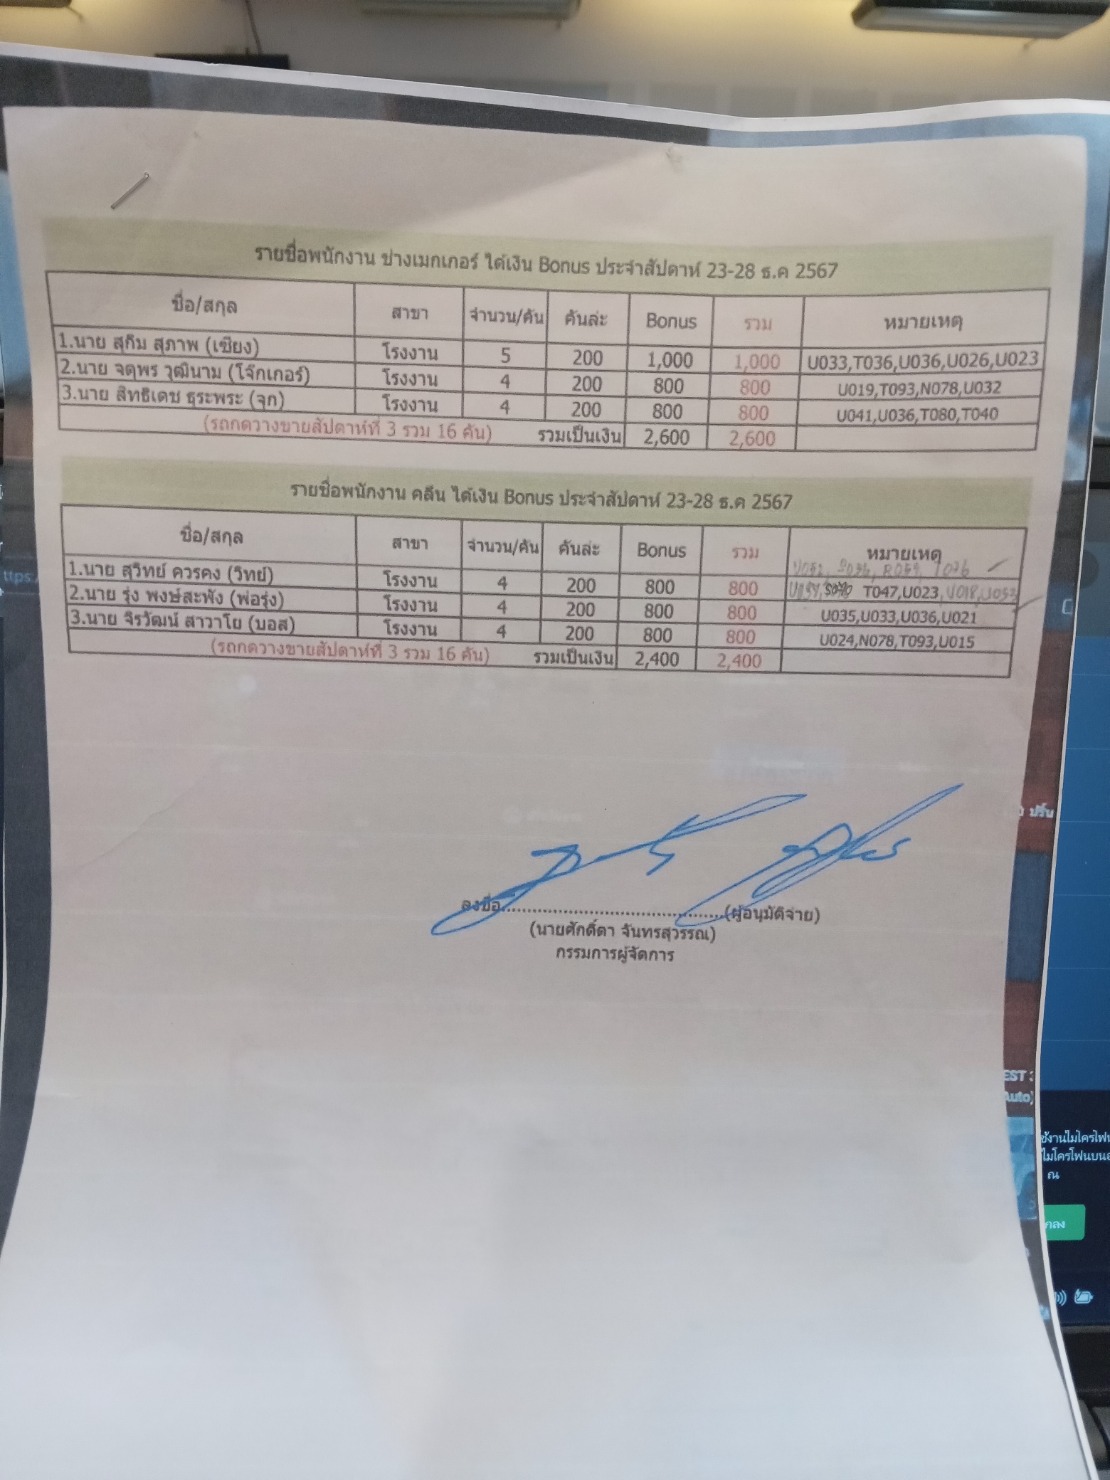 รายชื่อพนักงาน ช่างเมกเกอร์ ได้เงิน Bonus ประจำสัปดาห์ 23-28 ธ.ค 2567
ชื่อ/สกุล สาขา จำนวน/คัน คันล่ะ Bonus รวม หมายเหตุ
1.นาย สุกิม สุภาพ (เซียง) โรงงาน 5 200 1,000 1,000 U033,T036,U036,U026,U023
2.นาย จตุพร วุฒินาม (โจ๊กเกอร์) โรงงาน 4 200 800 800 U019,T093,N078,U032
3.นาย สิทธิเดช ธุระพระ (จุก) โรงงาน 4 200 800 800 U041,U036,T080,T040
(รถกดวางขายสัปดาห์ที่ 3 รวม 16 คัน) รวมเป็นเงิน 2,600 2,600
รายชื่อพนักงาน คลีน ได้เงิน Bonus ประจำสัปดาห์ 23-28 ธ.ค 2567
ชื่อ/สกุล สาขา จำนวน/คัน คันล่ะ Bonus รวม หมายเหตุ
1.นาย สุวิทย์ ควรคง (วิทย์) โรงงาน 4 200 800 800 T047,U023
2.นาย รุ่ง พงษ์สะพัง (พ่อรุ่ง) โรงงาน 4 200 800 800 U035,U033,U036,U021
3.นาย จิรวัฒน์ สาวาโย (บอส) โรงงาน 4 200 800 800 U024,N078,T093,U015
(รถกดวางขายสัปดาห์ที่ 3 รวม 16 คัน) รวมเป็นเงิน 2,400 2,400
ลงชื่อ..........................................(ผู้อนุมัติจ่าย)
(นายศักดิ์ดา จันทรสุวรรณ)
กรรมการผู้จัดการ